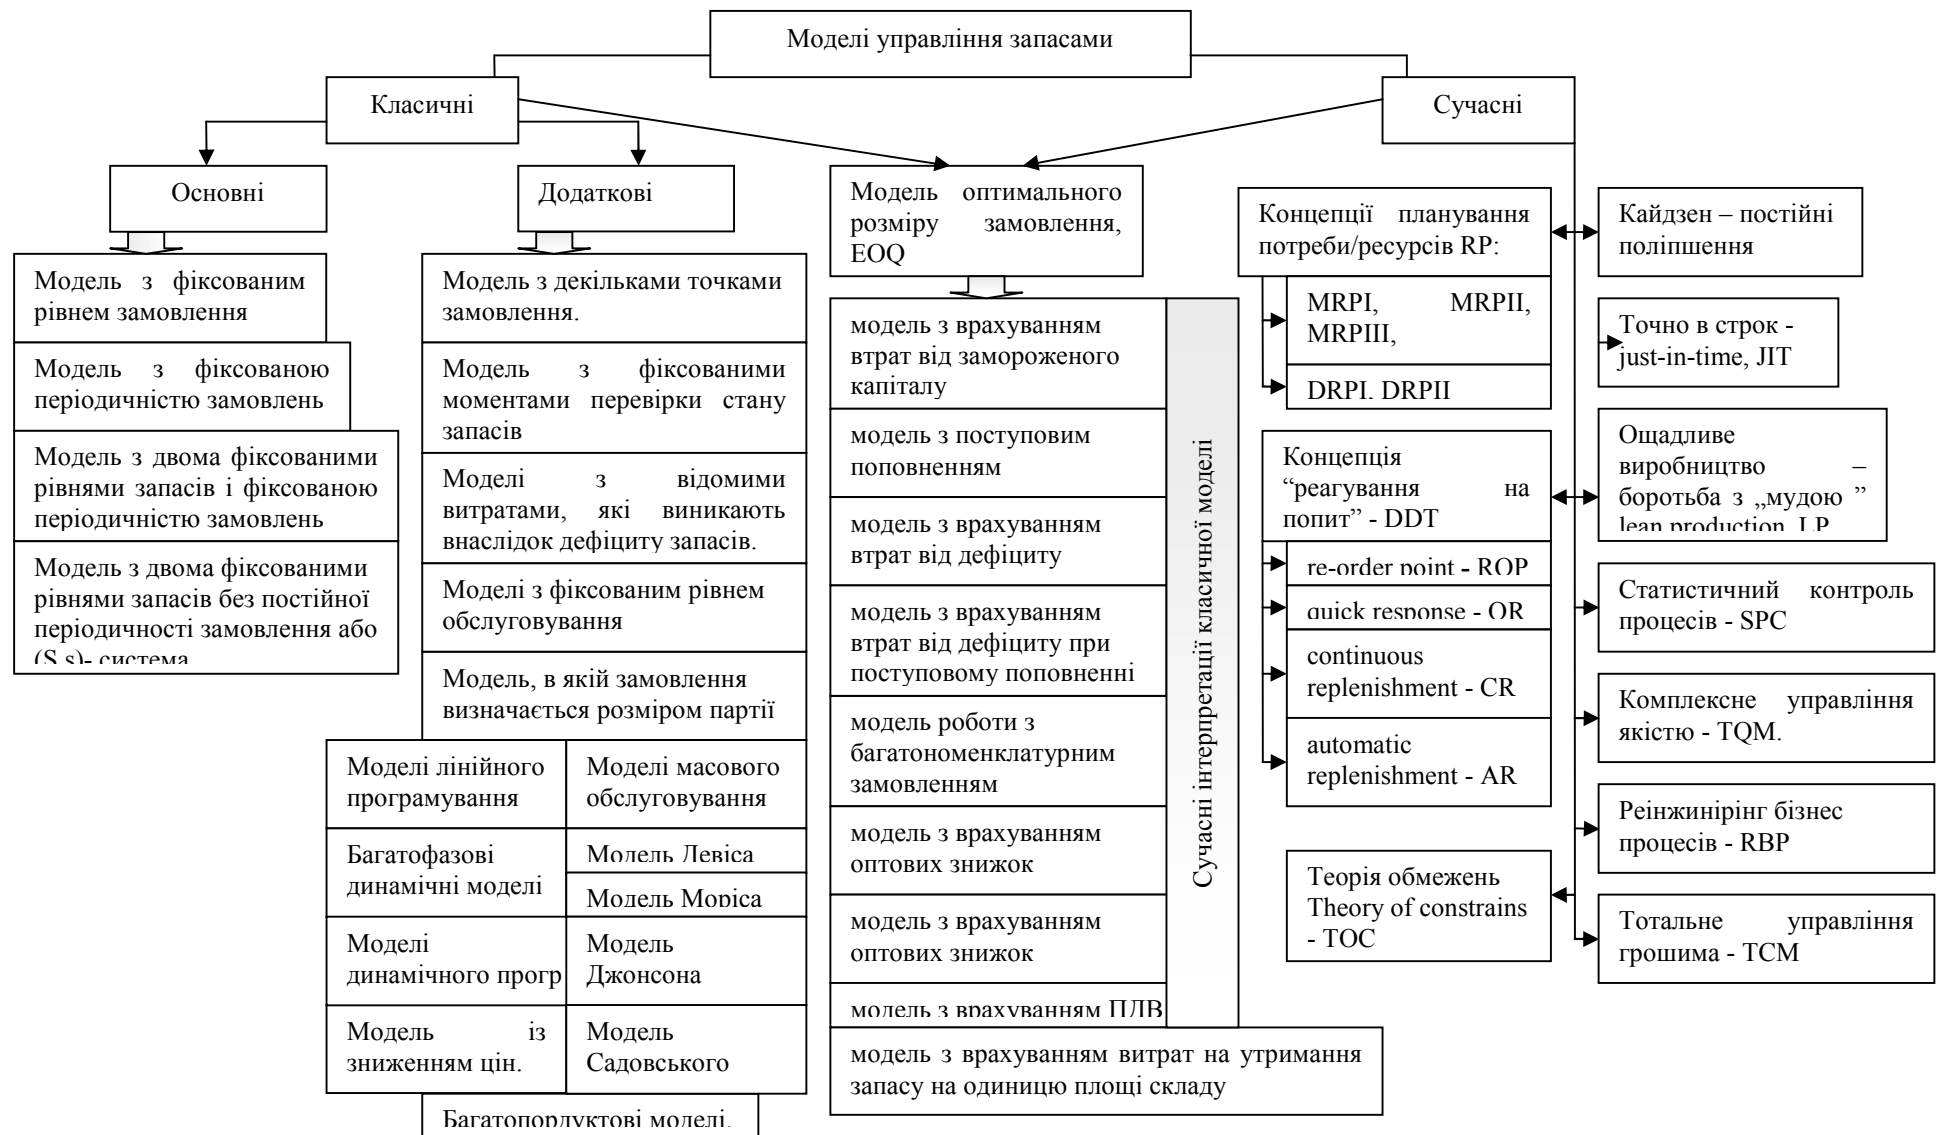 Моделі управління запасами
Класичні
Сучасні
Основні
Додаткові
Модель з фіксованим
рівнем замовлення
Модель з фіксованою
періодичністю замовлень
Модель з двома фіксованими
рівнями запасів і фіксованою
періодичністю замовлень
Модель з двома фіксованими
рівнями запасів без постійної
періодичності замовлення або
(S,s)- система
Модель з декільками точками
замовлення.
Модель з фіксованими
моментами перевірки стану
запасів
Моделі з відомими
витратами, які виникають
внаслідок дефіциту запасів.
Моделі з фіксованим рівнем
обслуговування
Модель, в якій замовлення
визначається розміром партії
Моделі лінійного
програмування
Моделі масового
обслуговування
Багатофазові
динамічні моделі
Модель Левіса
Модель Моріса
Моделі
динамічного прогр
Модель
Джонсона
Модель із
зниженням цін.
Модель
Садовського
Багатопордуктові моделі.
Модель оптимального
розміру замовлення,
EOQ
модель з врахуванням
втрат від замороженого
капіталу
модель з поступовим
поповненням
модель з врахуванням
втрат від дефіциту
модель з врахуванням
втрат від дефіциту при
поступовому поповненні
модель роботи з
багатономенклатурним
замовленням
модель з врахуванням
оптових знижок
модель з врахуванням
оптових знижок
модель з врахуванням ПДВ
модель з врахуванням витрат на утримання
запасу на одиницю площі складу
Сучасні інтерпретації класичної моделі
Концепції планування
потреби/ресурсів RP:
MRPI, MRPII,
MRPIII,
DRPI, DRPII
Концепція
“реагування на
попит” - DDT
re-order point - ROP
quick response - QR
continuous
replenishment - CR
automatic
replenishment - AR
Теорія обмежень
Theory of constrains
- TOC
Кайдзен – постійні
поліпшення
Точно в строк -
just-in-time, JIT
Ощадливе
виробництво –
боротьба з „мудою ”
lean production, LP
Статистичний контроль
процесів - SPC
Комплексне управління
якістю - TQM.
Реінжинірінг бізнес
процесів - RBP
Тотальне управління
грошима - TCM